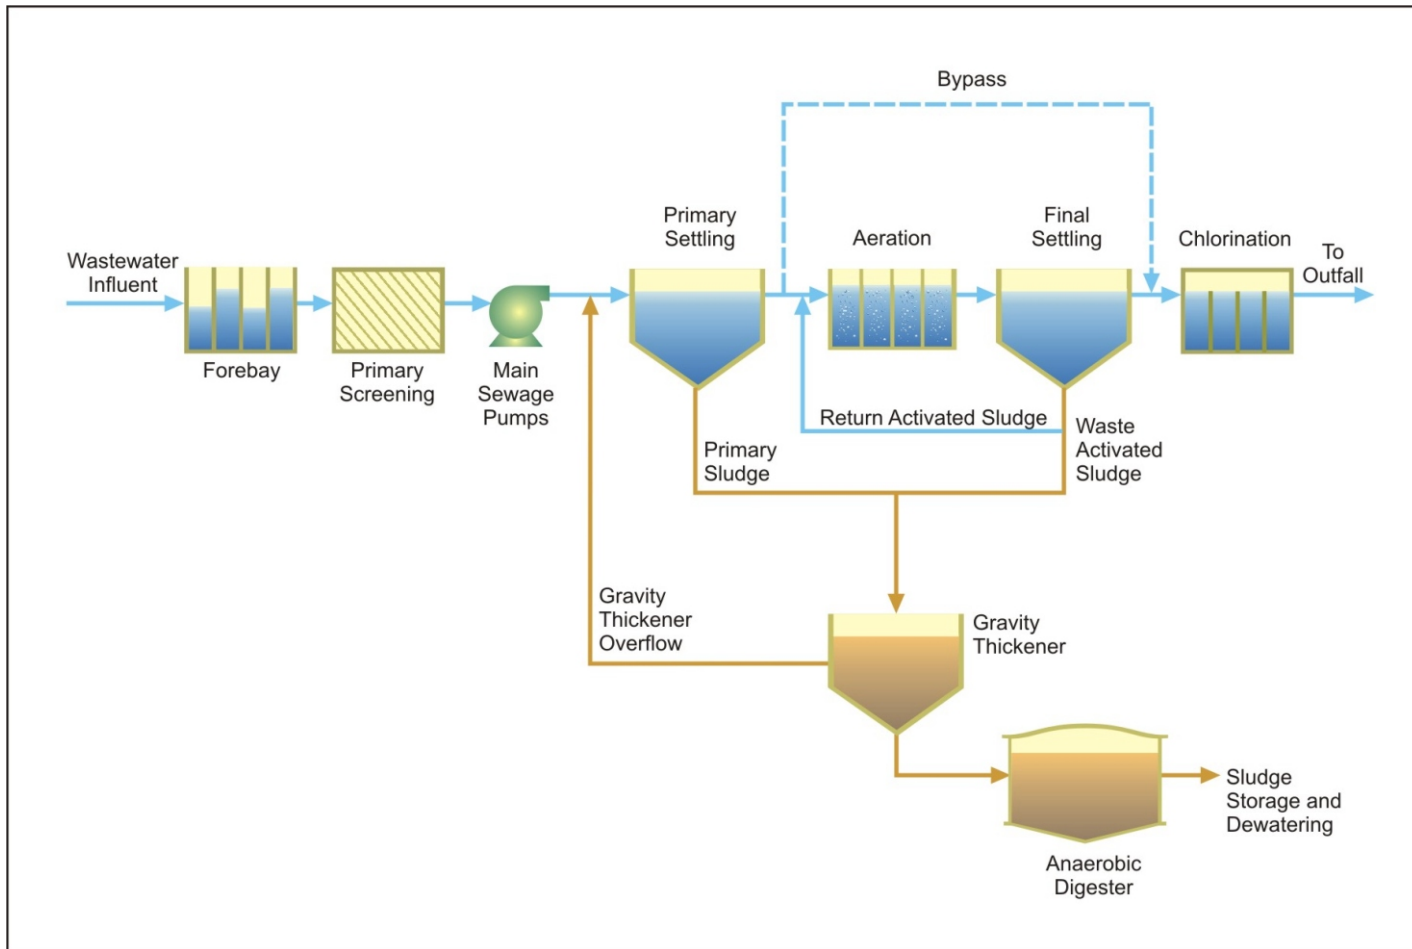 Bypass
Primary
Settling
Aeration
Final
Settling
Chlorination
To
Outfall
Wastewater
Influent
Forebay
Primary
Screening
Main
Sewage
Pumps
Return Activated Sludge
Waste
Activated
Sludge
Primary
Sludge
Gravity
Thickener
Overflow
Gravity
Thickener
Sludge
Storage and
Dewatering
Anaerobic
Digester